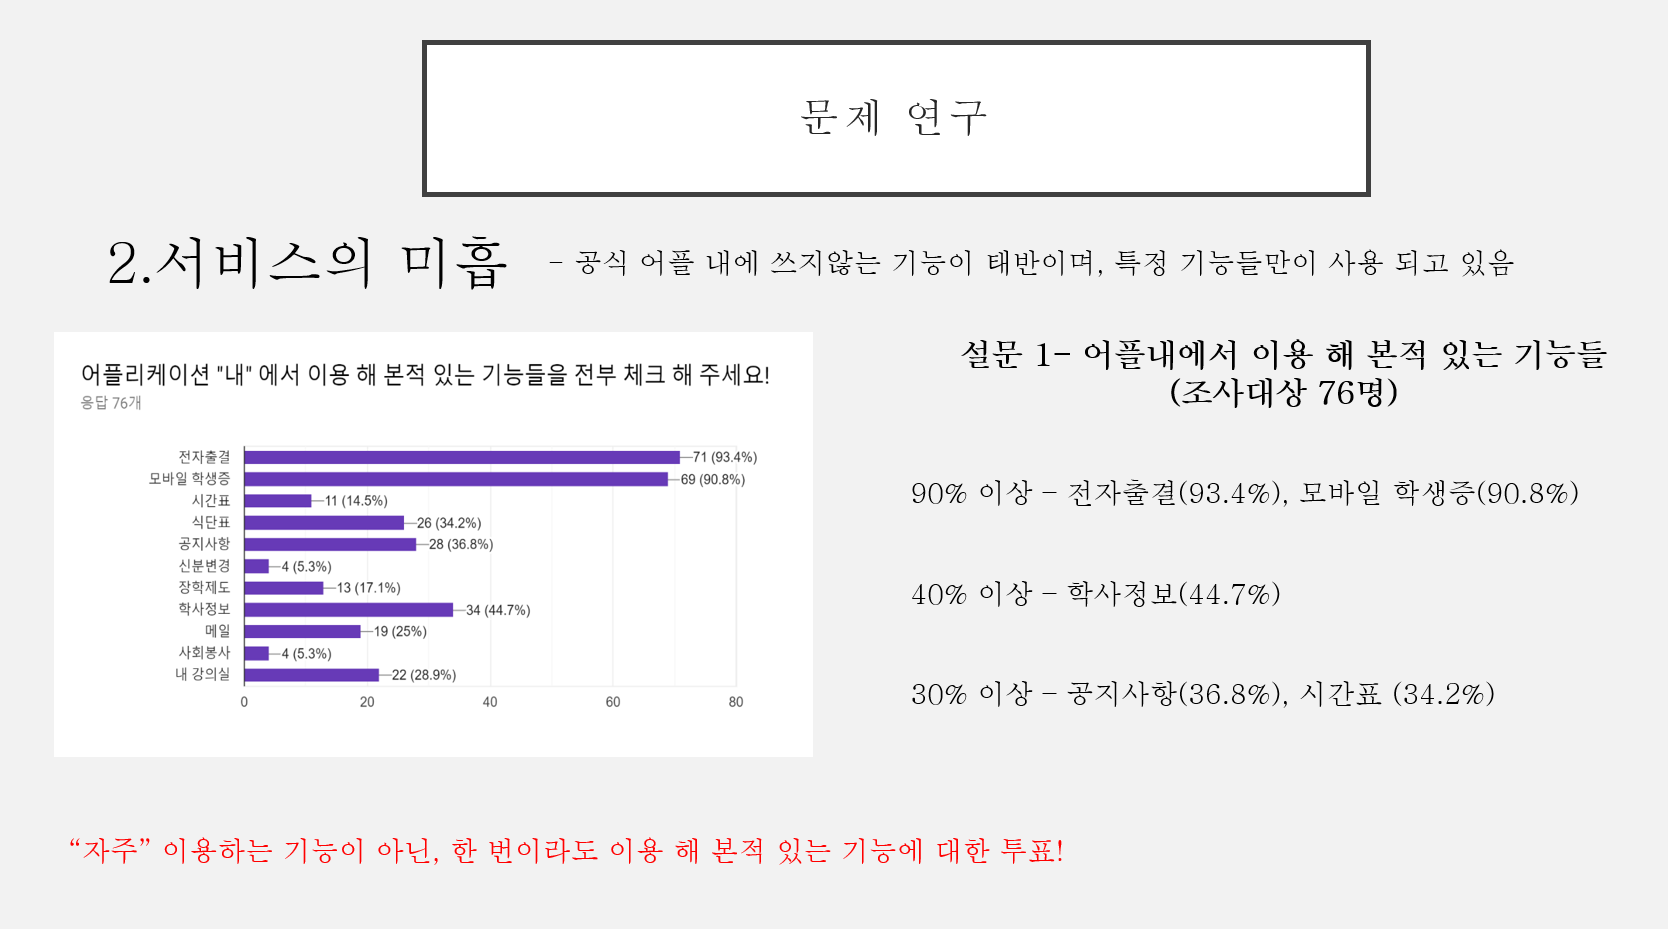 문제 연구
2.서비스의 미흡 - 공식 어플 내에 쓰지않는 기능이 태반이며, 특정 기능들만이 사용 되고 있음
어플리케이션 "내" 에서 이용 해 본적 있는 기능들을 전부 체크 해 주세요!
응답 76개
전자출결 71 (93.4%)
모바일 학생증 69 (90.8%)
시간표 11 (14.5%)
식단표 26 (34.2%)
공지사항 28 (36.8%)
신분변경 4 (5.3%)
장학제도 13 (17.1%)
학사정보 34 (44.7%)
메일 19 (25%)
사회봉사 4 (5.3%)
내 강의실 22 (28.9%)
0 20 40 60 80
설문 1- 어플내에서 이용 해 본적 있는 기능들
(조사대상 76명)
90% 이상 - 전자출결(93.4%), 모바일 학생증(90.8%)
40% 이상 - 학사정보(44.7%)
30% 이상 - 공지사항(36.8%), 시간표 (34.2%)
“자주” 이용하는 기능이 아닌, 한 번이라도 이용 해 본적 있는 기능에 대한 투표!